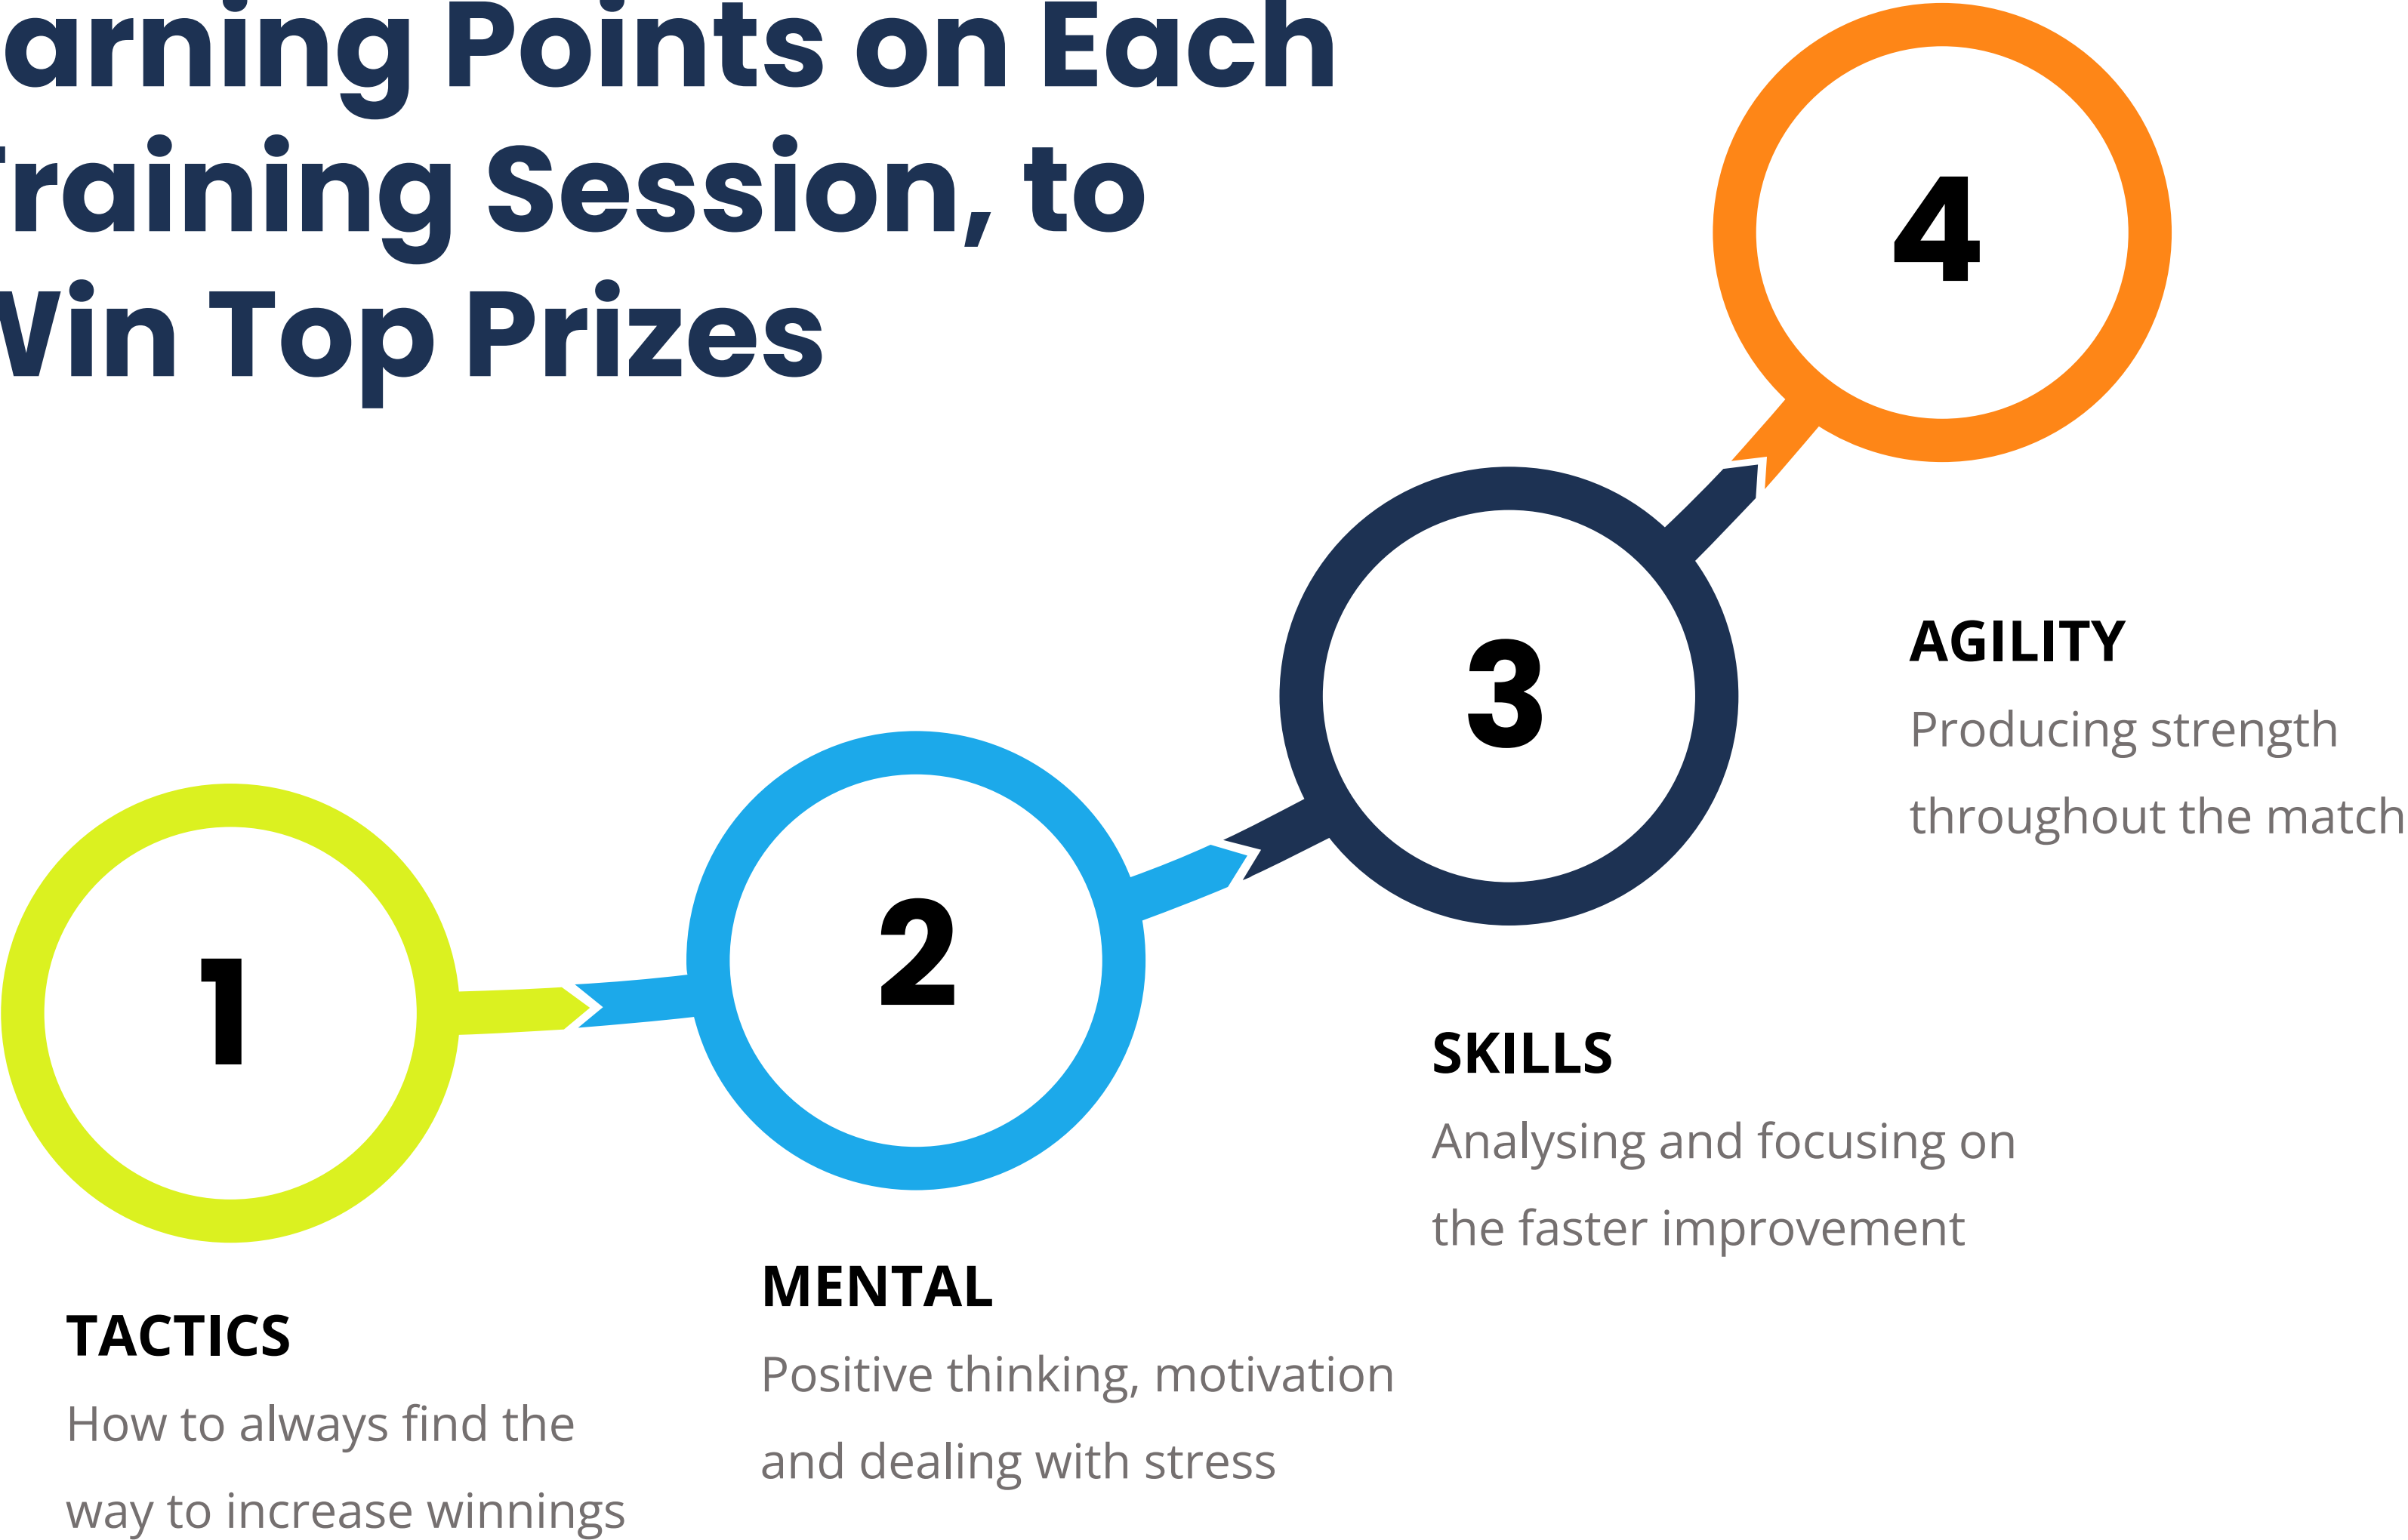 arning Points on Each
raining Session, to
Win Top Prizes
4
3
AGILITY
Producing strength
throughout the match
2
1
SKILLS
Analysing and focusing on
the faster improvement
MENTAL
Positive thinking, motivation
and dealing with stress
TACTICS
How to always find the
way to increase winnings